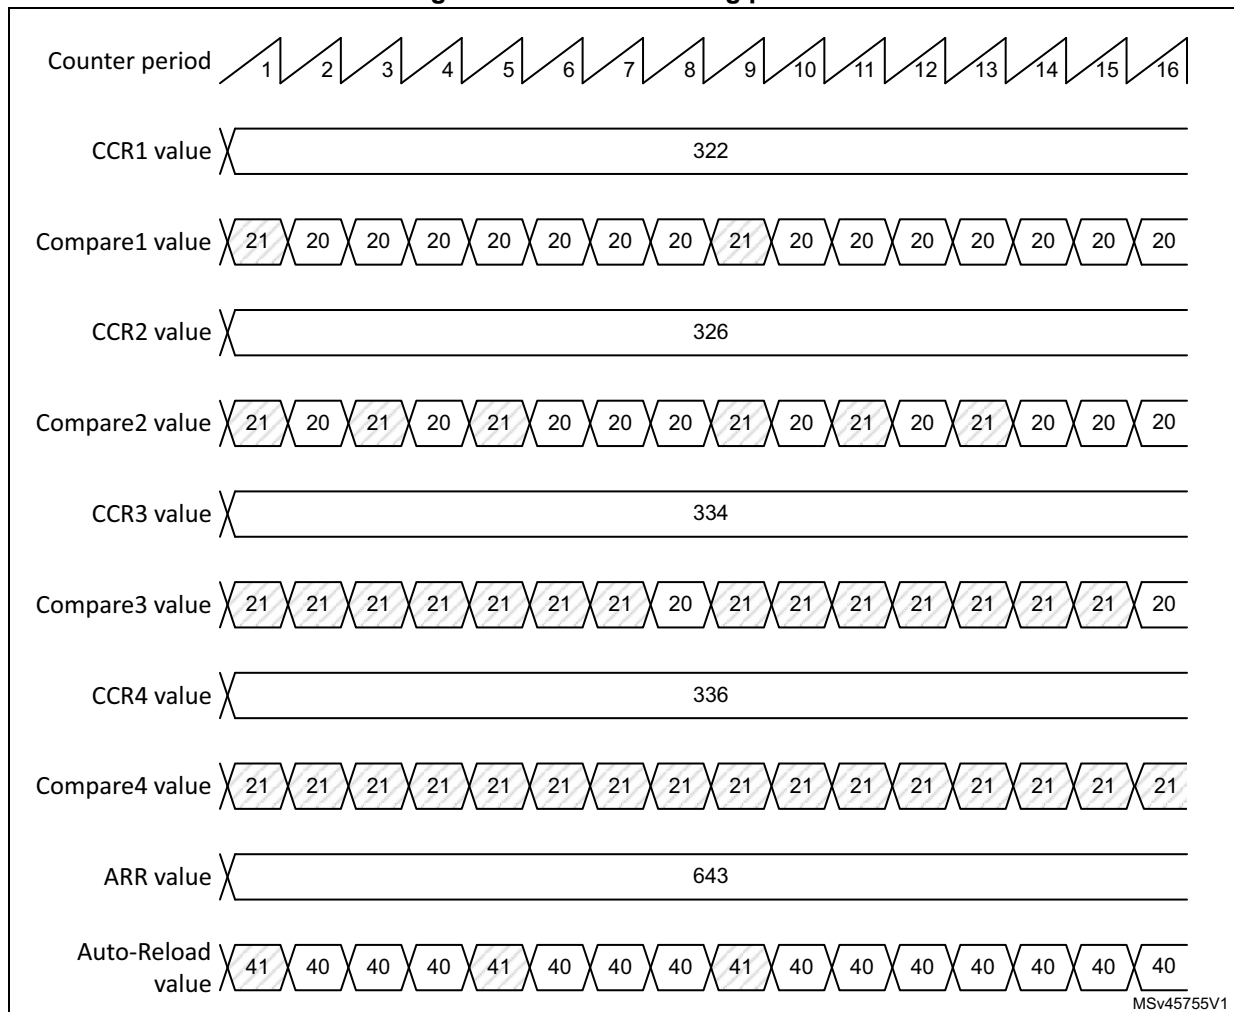 Counter period 1 2 3 4 5 6 7 8 9 10 11 12 13 14 15 16
CCR1 value 322
Compare1 value 21 20 20 20 20 20 20 20 21 20 20 20 20 20 20 20
CCR2 value 326
Compare2 value 21 20 21 20 21 20 20 20 21 20 21 20 21 20 20 20
CCR3 value 334
Compare3 value 21 21 21 21 21 21 21 20 21 21 21 21 21 21 21 20
CCR4 value 336
Compare4 value 21 21 21 21 21 21 21 21 21 21 21 21 21 21 21 21
ARR value 643
Auto-Reload
value 41 40 40 40 41 40 40 40 41 40 40 40 40 40 40 40
MSv45755V1